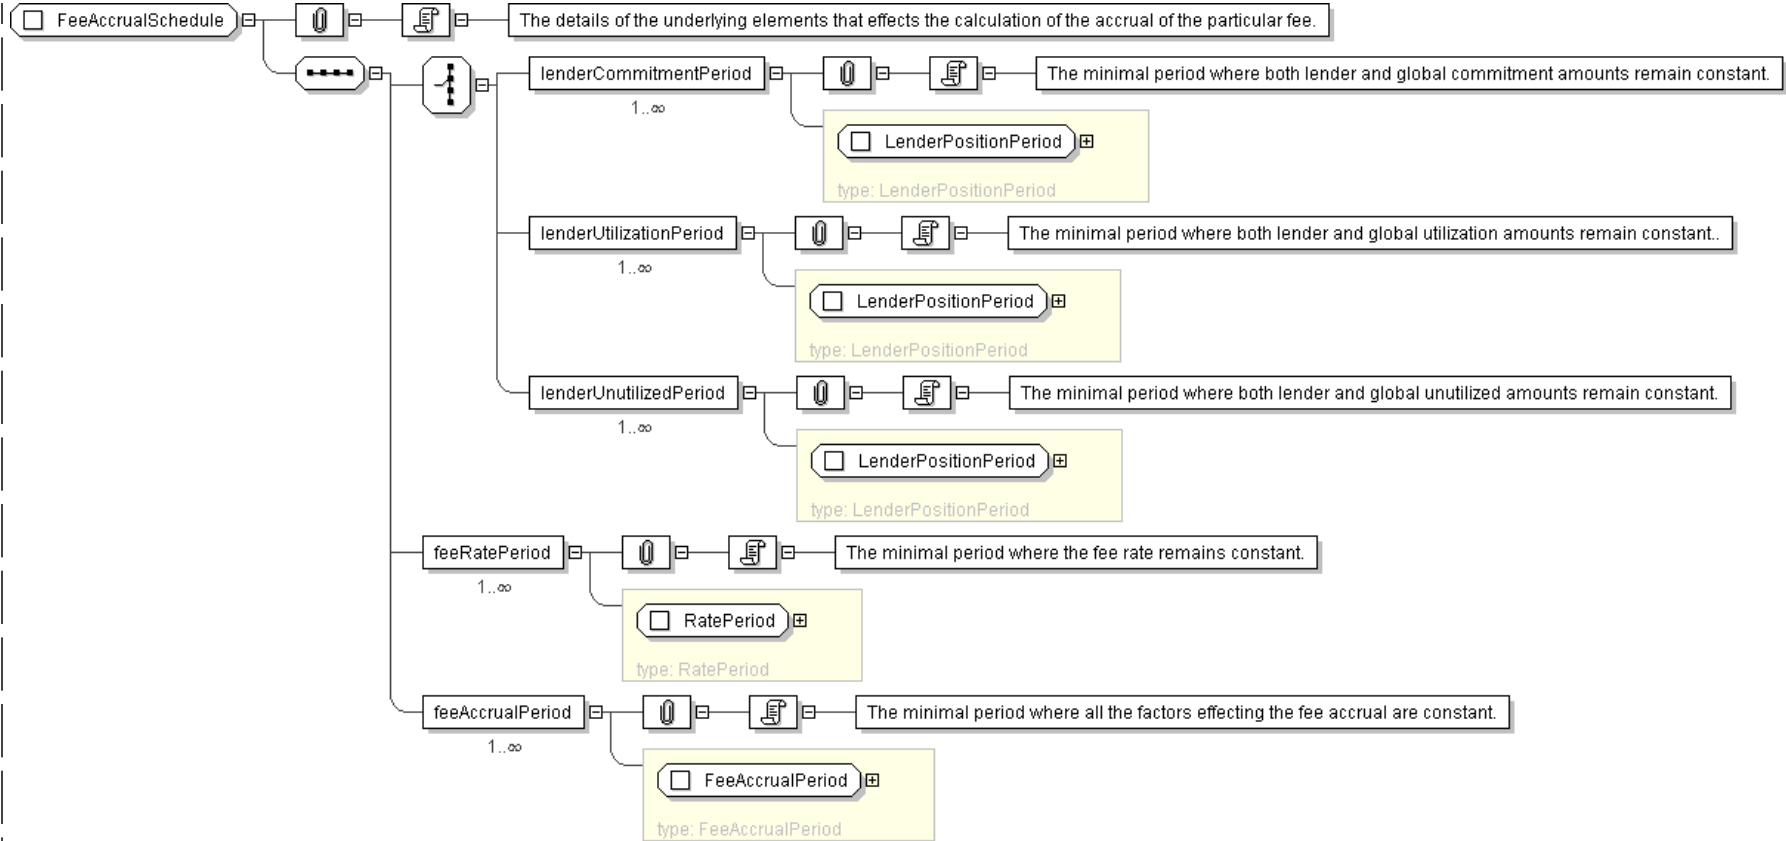 FeeAccrualSchedule
The details of the underlying elements that effects the calculation of the accrual of the particular fee.
lenderCommitmentPeriod
The minimal period where both lender and global commitment amounts remain constant.
1..∞
LenderPositionPeriod
type: LenderPositionPeriod
lenderUtilizationPeriod
The minimal period where both lender and global utilization amounts remain constant..
1..∞
LenderPositionPeriod
type: LenderPositionPeriod
lenderUnutilizedPeriod
The minimal period where both lender and global unutilized amounts remain constant.
1..∞
LenderPositionPeriod
type: LenderPositionPeriod
feeRatePeriod
The minimal period where the fee rate remains constant.
1..∞
RatePeriod
type: RatePeriod
feeAccrualPeriod
The minimal period where all the factors effecting the fee accrual are constant.
1..∞
FeeAccrualPeriod
type: FeeAccrualPeriod